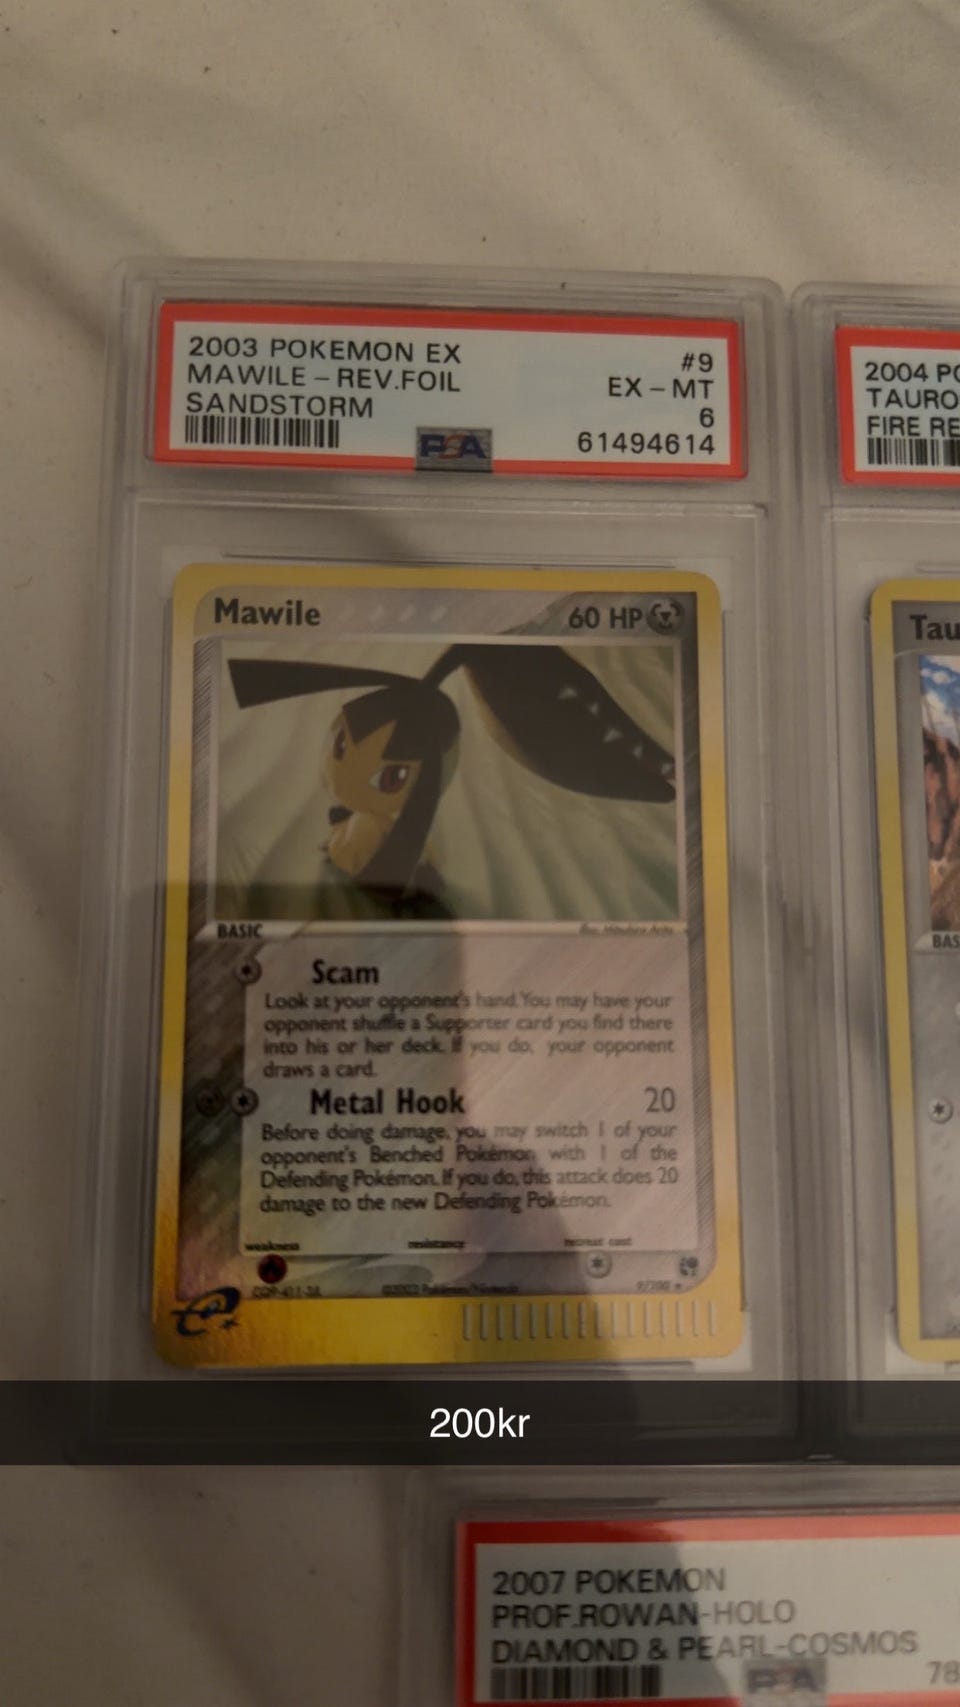 2003 POKEMON EX #9
MAWILE - REV.FOIL EX - MT
SANDSTORM 6
PSA 61494614
2004
TAURO
FIRE RE
Mawile 60 HP
BASIC
Scam
Look at your opponent's hand. You may have your
opponent shuffle a Supporter card you find there
into his or her deck. If you do, your opponent
draws a card.
Metal Hook 20
Before doing damage, you may switch 1 of your
opponent's Benched Pokémon with 1 of the
Defending Pokémon. If you do, this attack does 20
damage to the new Defending Pokémon.
weakness resistance retreat cost
9/100
e
Tau
BAS
200kr
2007 POKEMON
PROF.ROWAN-HOLO
DIAMOND & PEARL-COSMOS
PSA 78